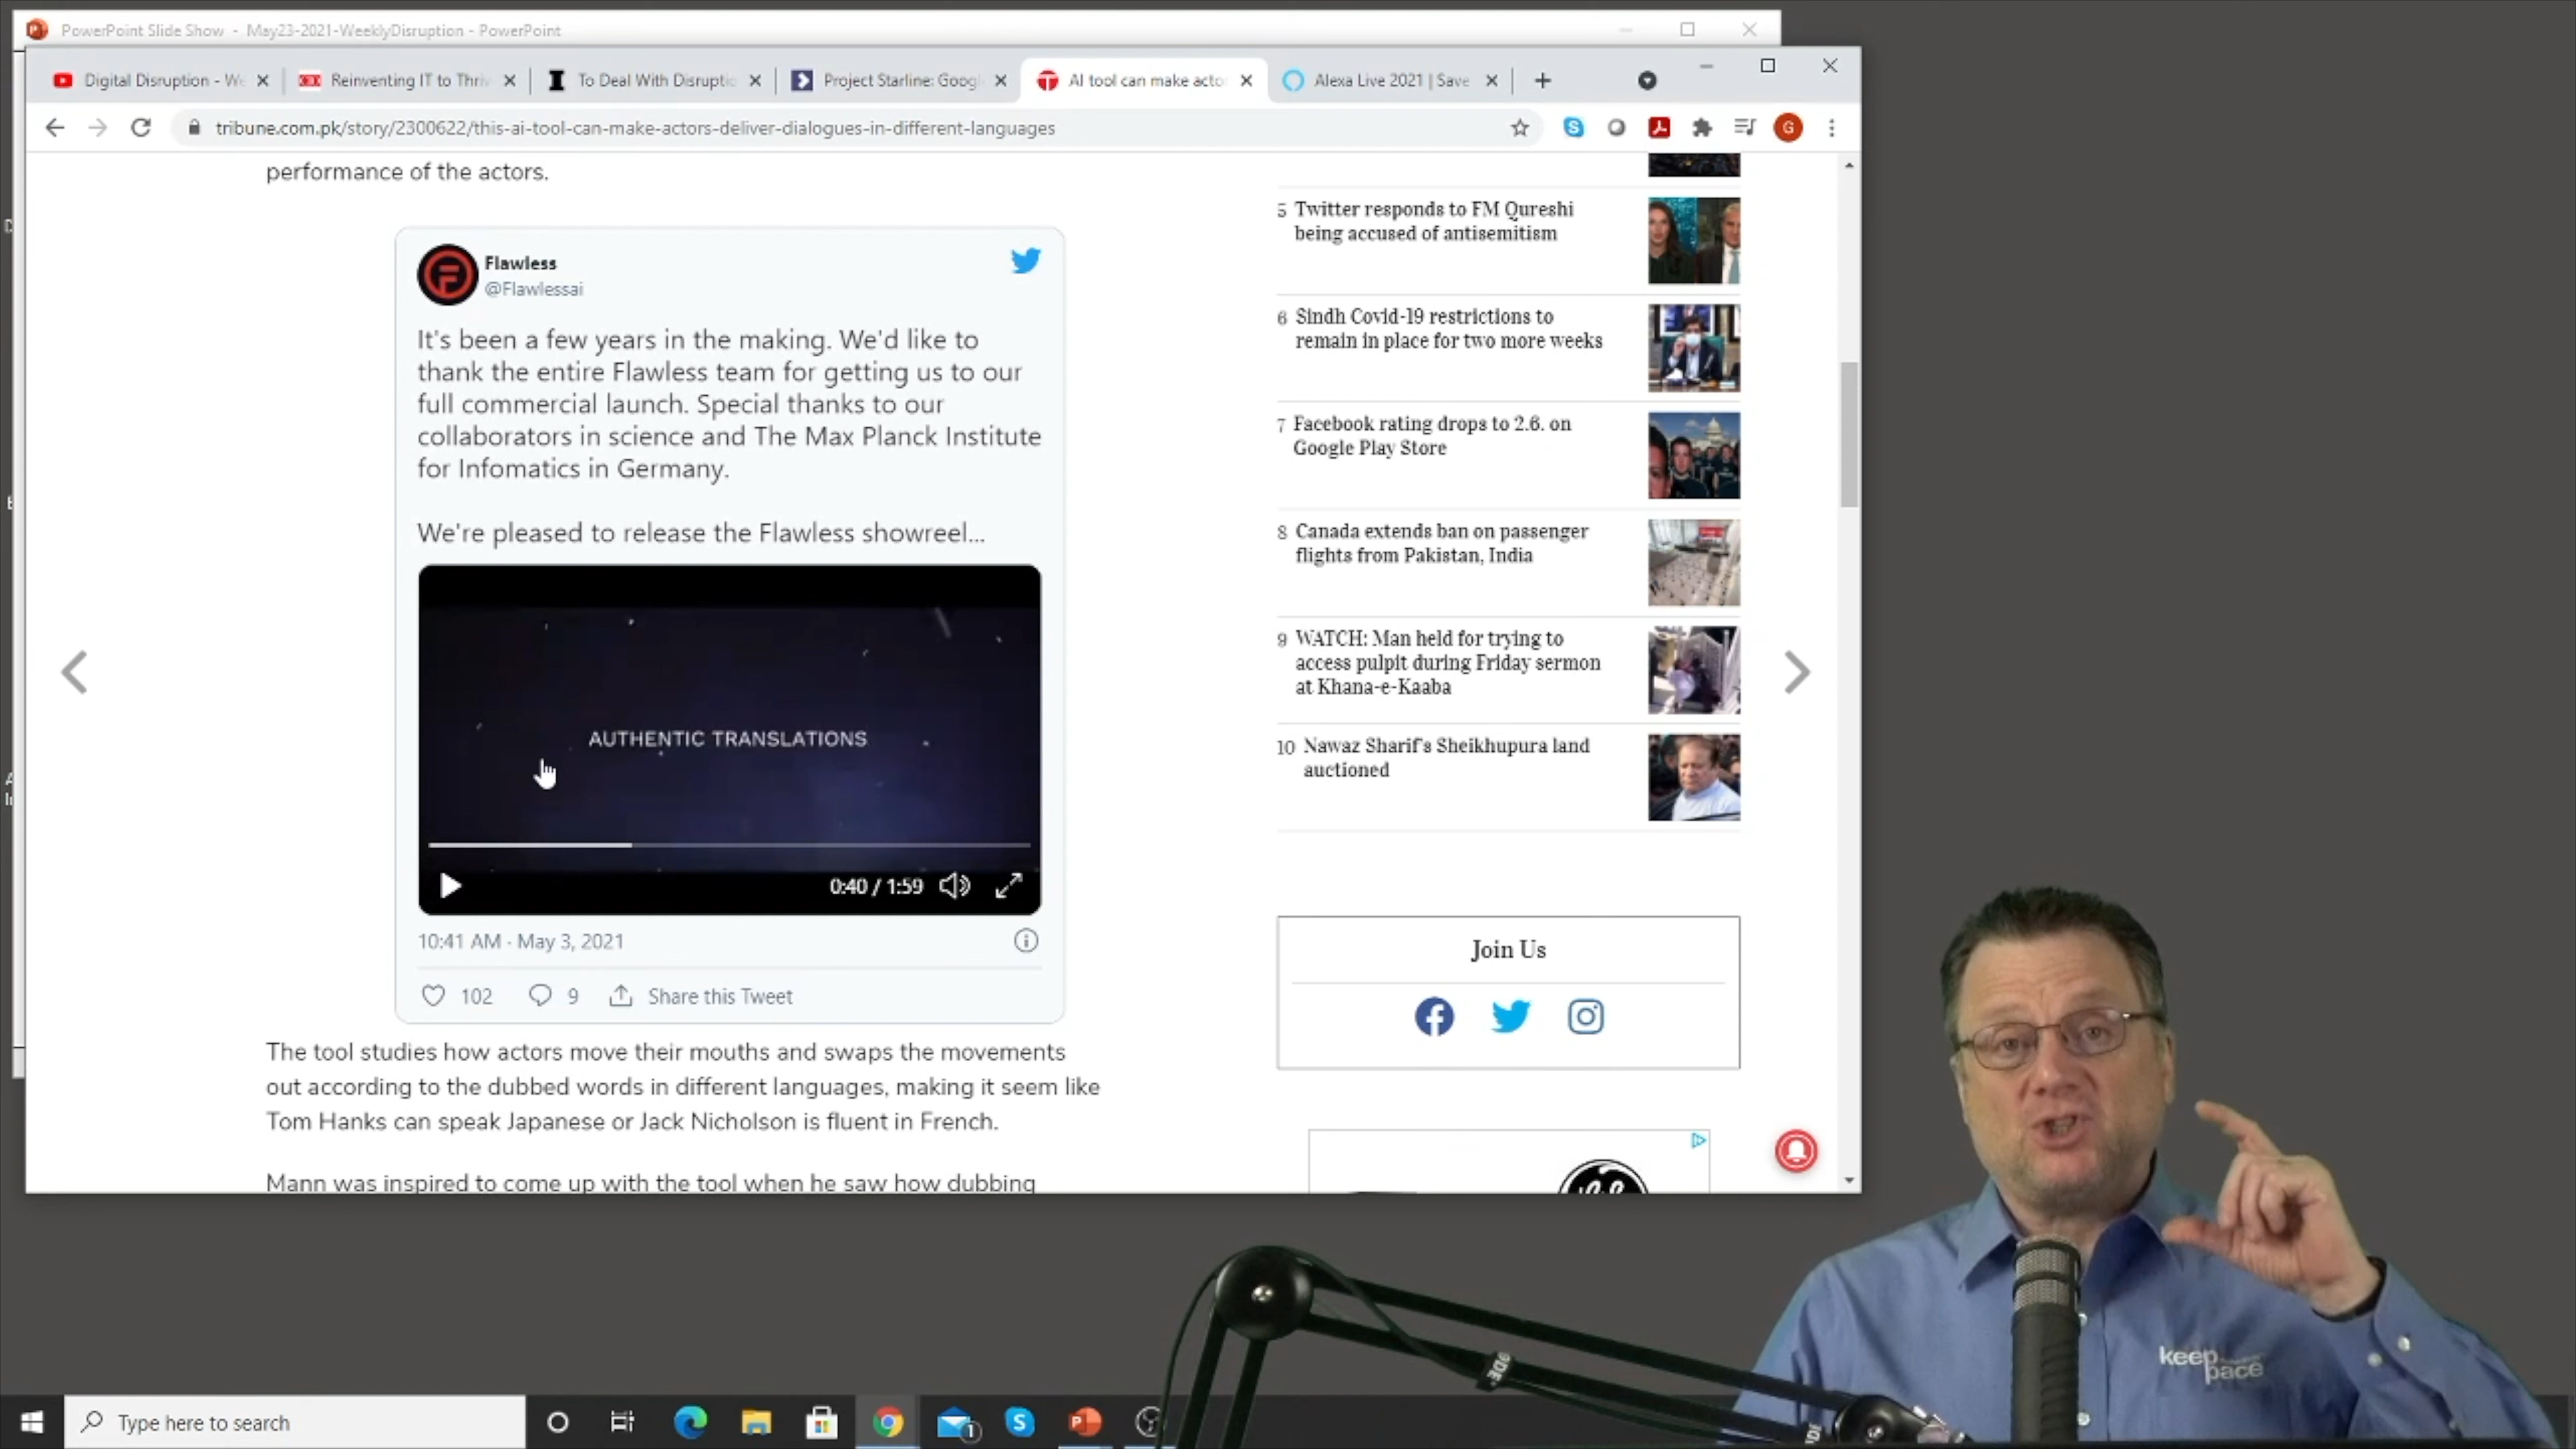 PowerPoint Slide Show - May23-2021-WeeklyDisruption - PowerPoint
Digital Disruption - We
Reinventing IT to Thriv
To Deal With Disruptio
Project Starline: Googl
AI tool can make acto
Alexa Live 2021 | Save
tribune.com.pk/story/2300622/this-ai-tool-can-make-actors-deliver-dialogues-in-different-languages
G
performance of the actors.
Flawless
@Flawlessai
It's been a few years in the making. We'd like to
thank the entire Flawless team for getting us to our
full commercial launch. Special thanks to our
collaborators in science and The Max Planck Institute
for Infomatics in Germany.
We're pleased to release the Flawless showreel...
AUTHENTIC TRANSLATIONS
0:40 / 1:59
10:41 AM · May 3, 2021
102
9
Share this Tweet
The tool studies how actors move their mouths and swaps the movements
out according to the dubbed words in different languages, making it seem like
Tom Hanks can speak Japanese or Jack Nicholson is fluent in French.
Mann was inspired to come up with the tool when he saw how dubbing
5 Twitter responds to FM Qureshi
being accused of antisemitism
6 Sindh Covid-19 restrictions to
remain in place for two more weeks
7 Facebook rating drops to 2.6. on
Google Play Store
8 Canada extends ban on passenger
flights from Pakistan, India
9 WATCH: Man held for trying to
access pulpit during Friday sermon
at Khana-e-Kaaba
10 Nawaz Sharif's Sheikhupura land
auctioned
Join Us
keep
pace
Type here to search
1